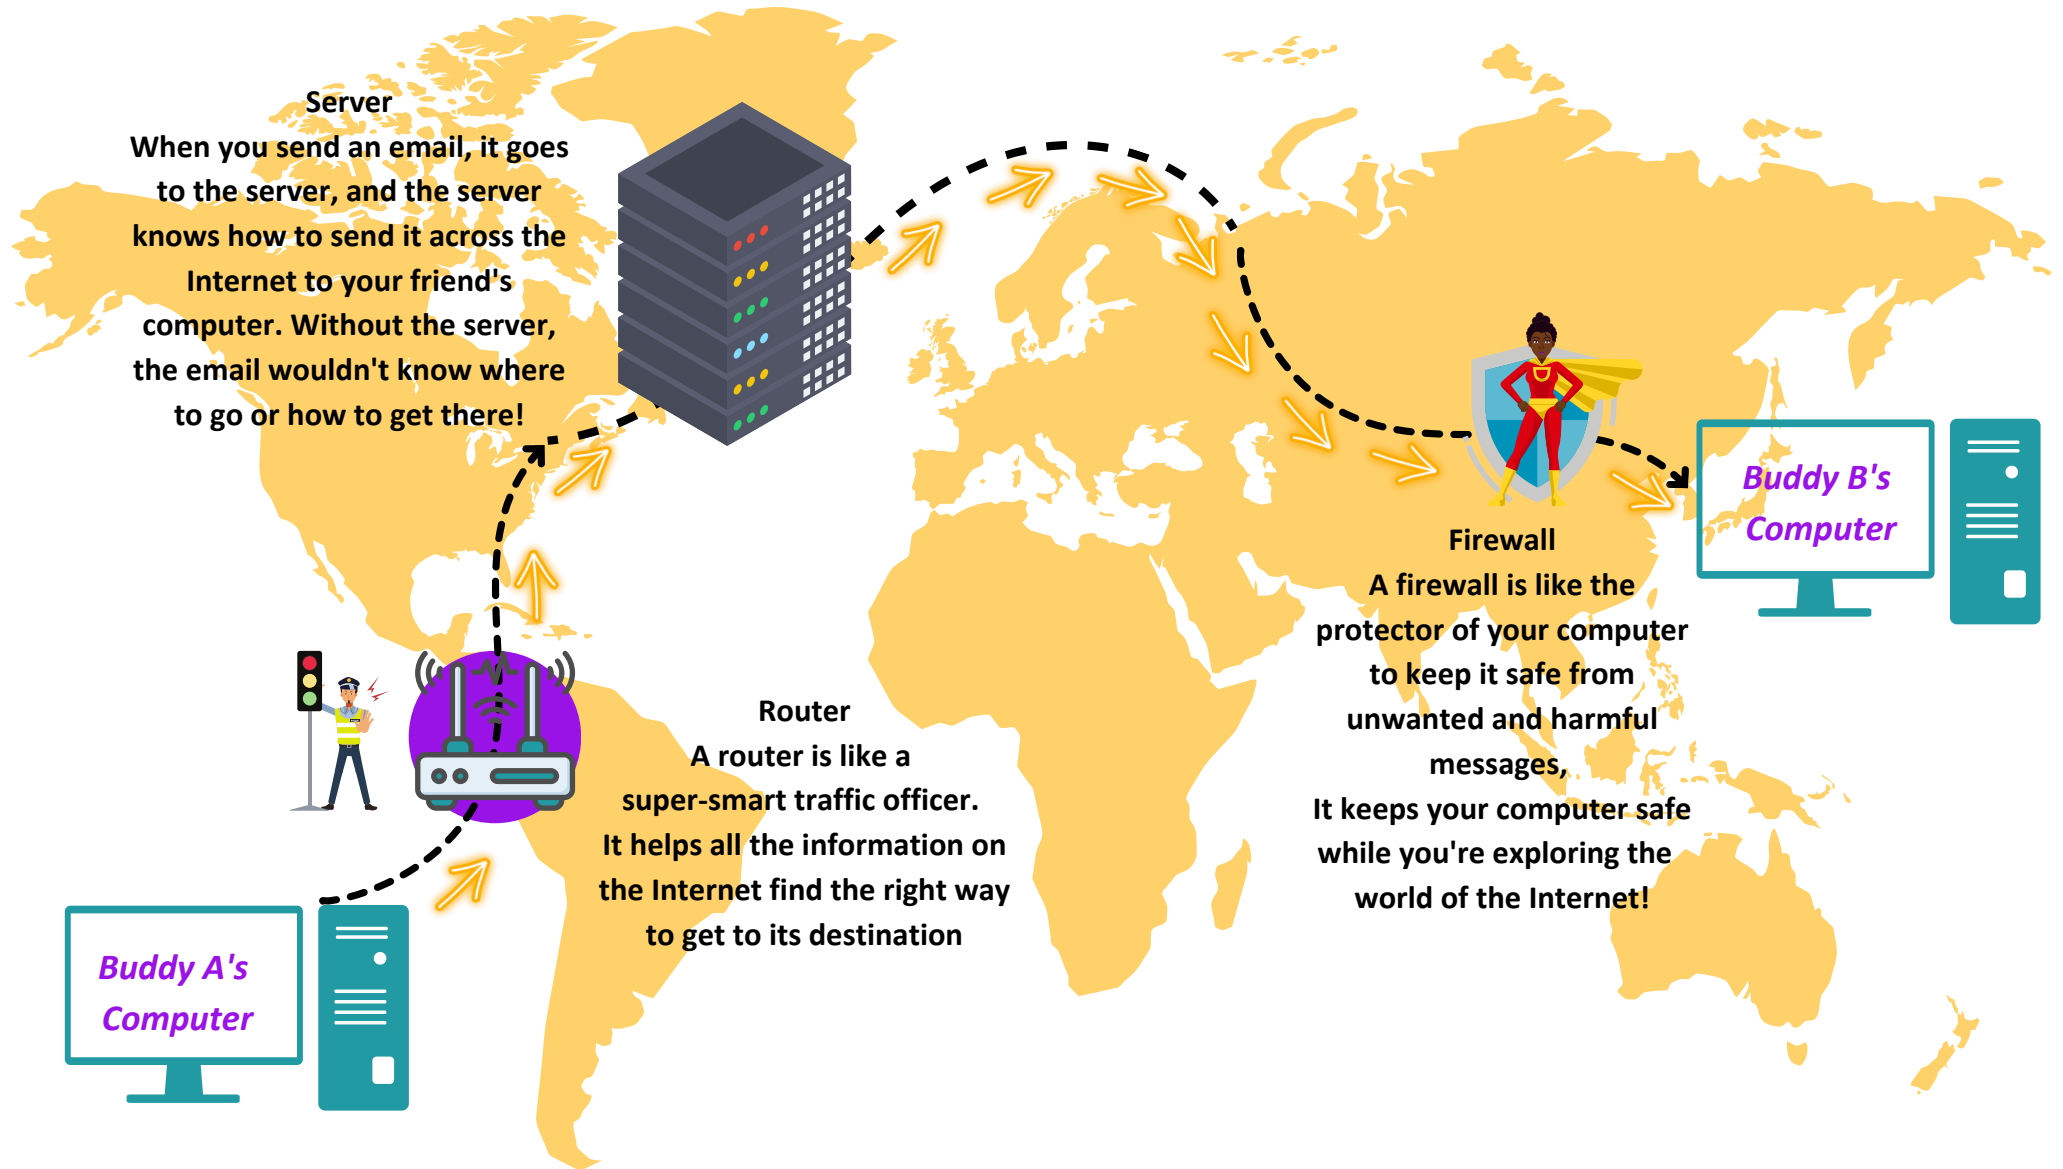 Server
When you send an email, it goes
to the server, and the server
knows how to send it across the
Internet to your friend's
computer. Without the server,
the email wouldn't know where
to go or how to get there!
Buddy B's
Computer
Firewall
A firewall is like the
protector of your computer
to keep it safe from
unwanted and harmful
messages,
It keeps your computer safe
while you're exploring the
world of the Internet!
Router
A router is like a
super-smart traffic officer.
It helps all the information on
the Internet find the right way
to get to its destination
Buddy A's
Computer